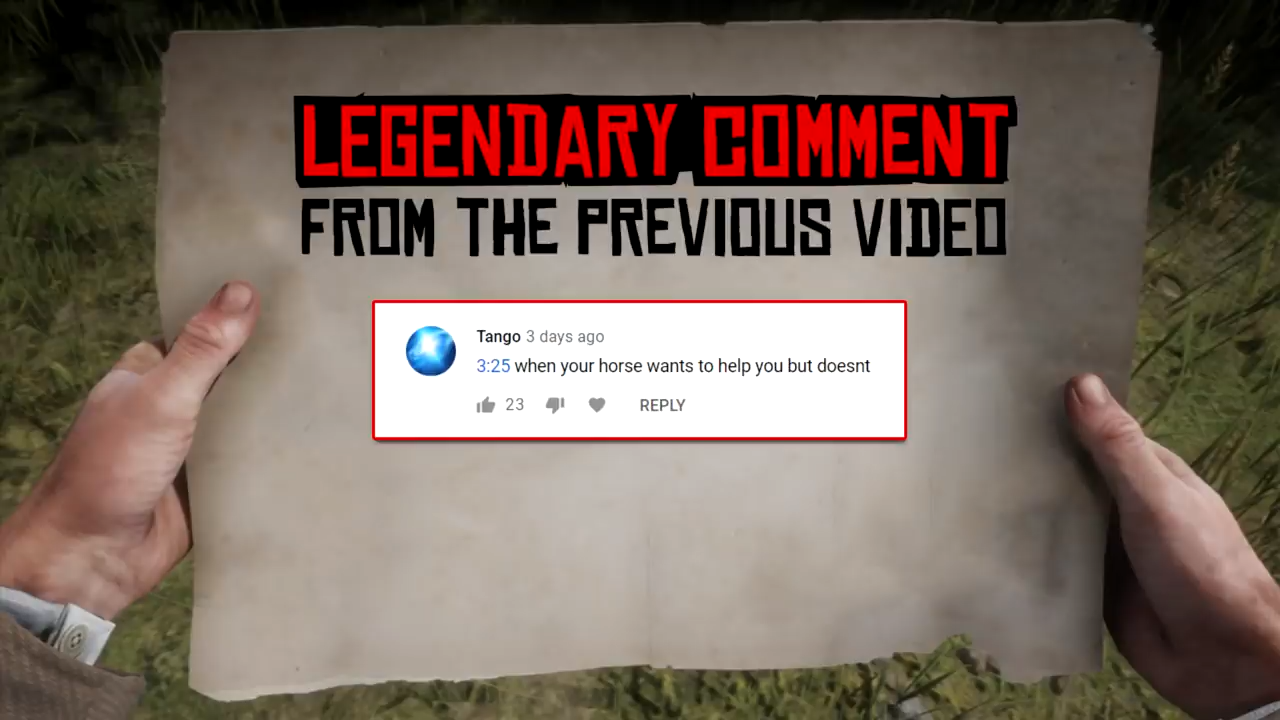 LEGENDARY COMMENT
FROM THE PREVIOUS VIDEO
Tango 3 days ago
3:25 when your horse wants to help you but doesnt
23 REPLY